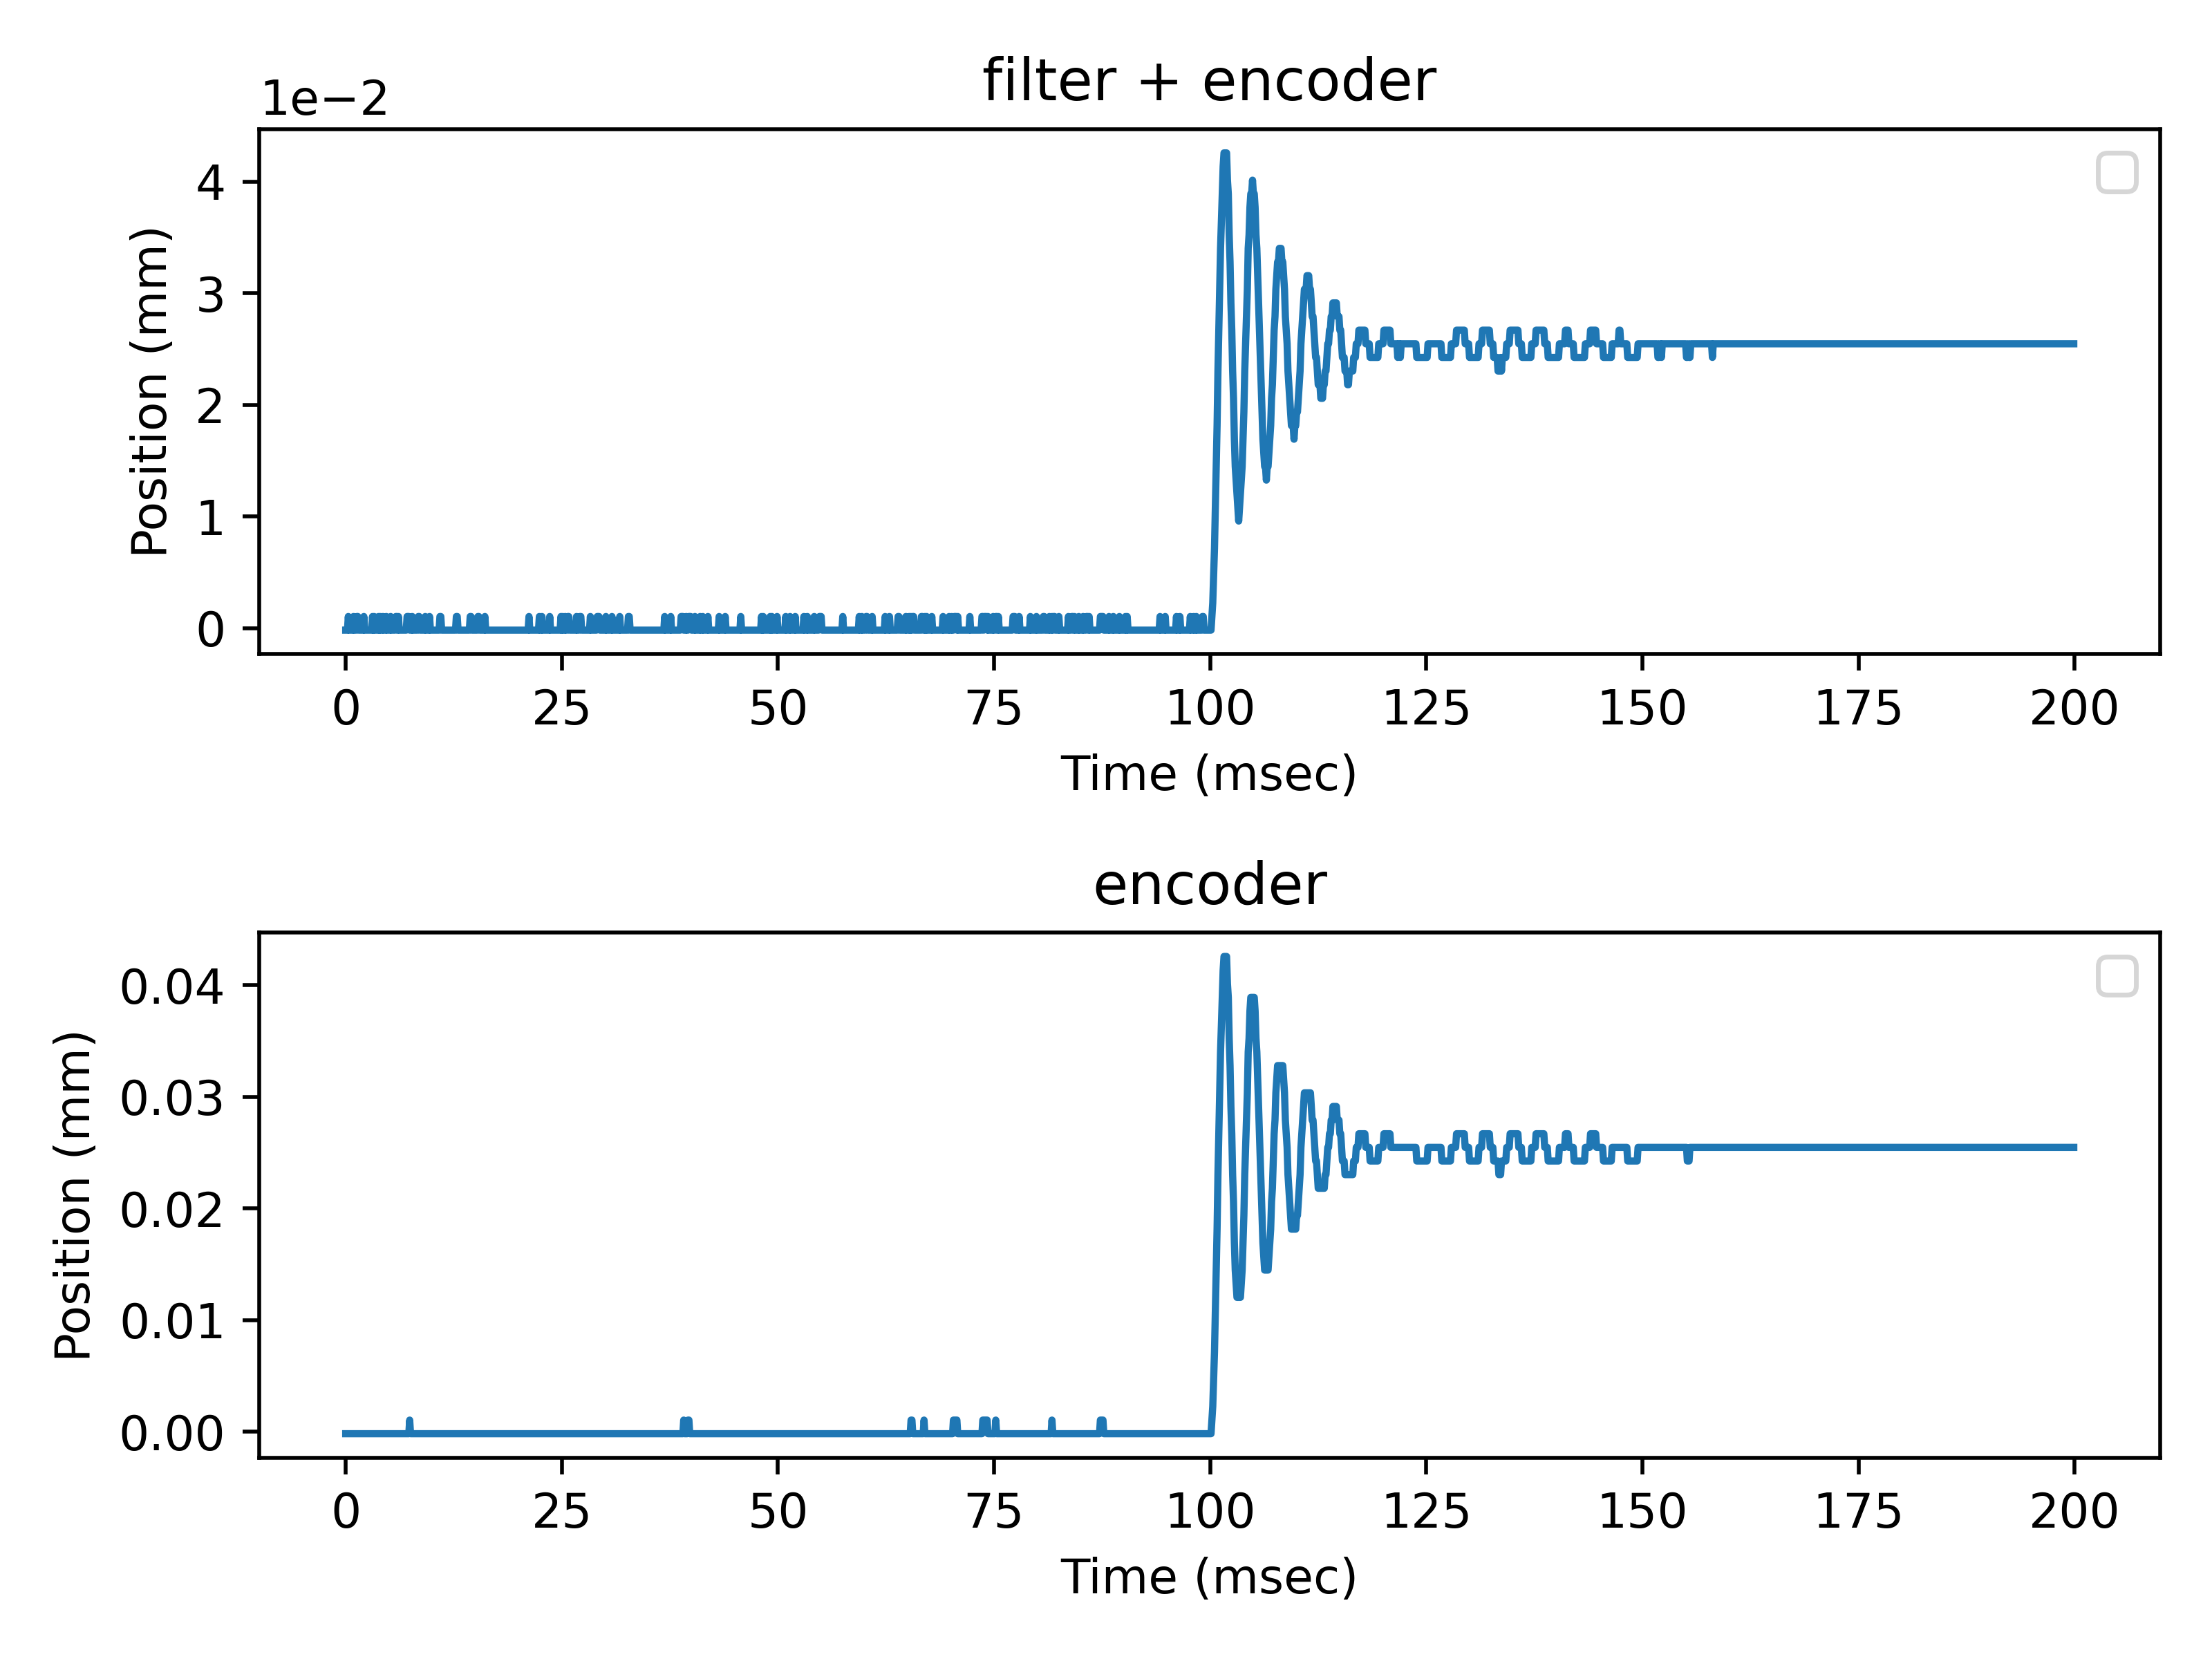 filter + encoder
1e−2
4
3
2
1
0
Position (mm)
0 25 50 75 100 125 150 175 200
Time (msec)
encoder
0.04
0.03
0.02
0.01
0.00
Position (mm)
0 25 50 75 100 125 150 175 200
Time (msec)